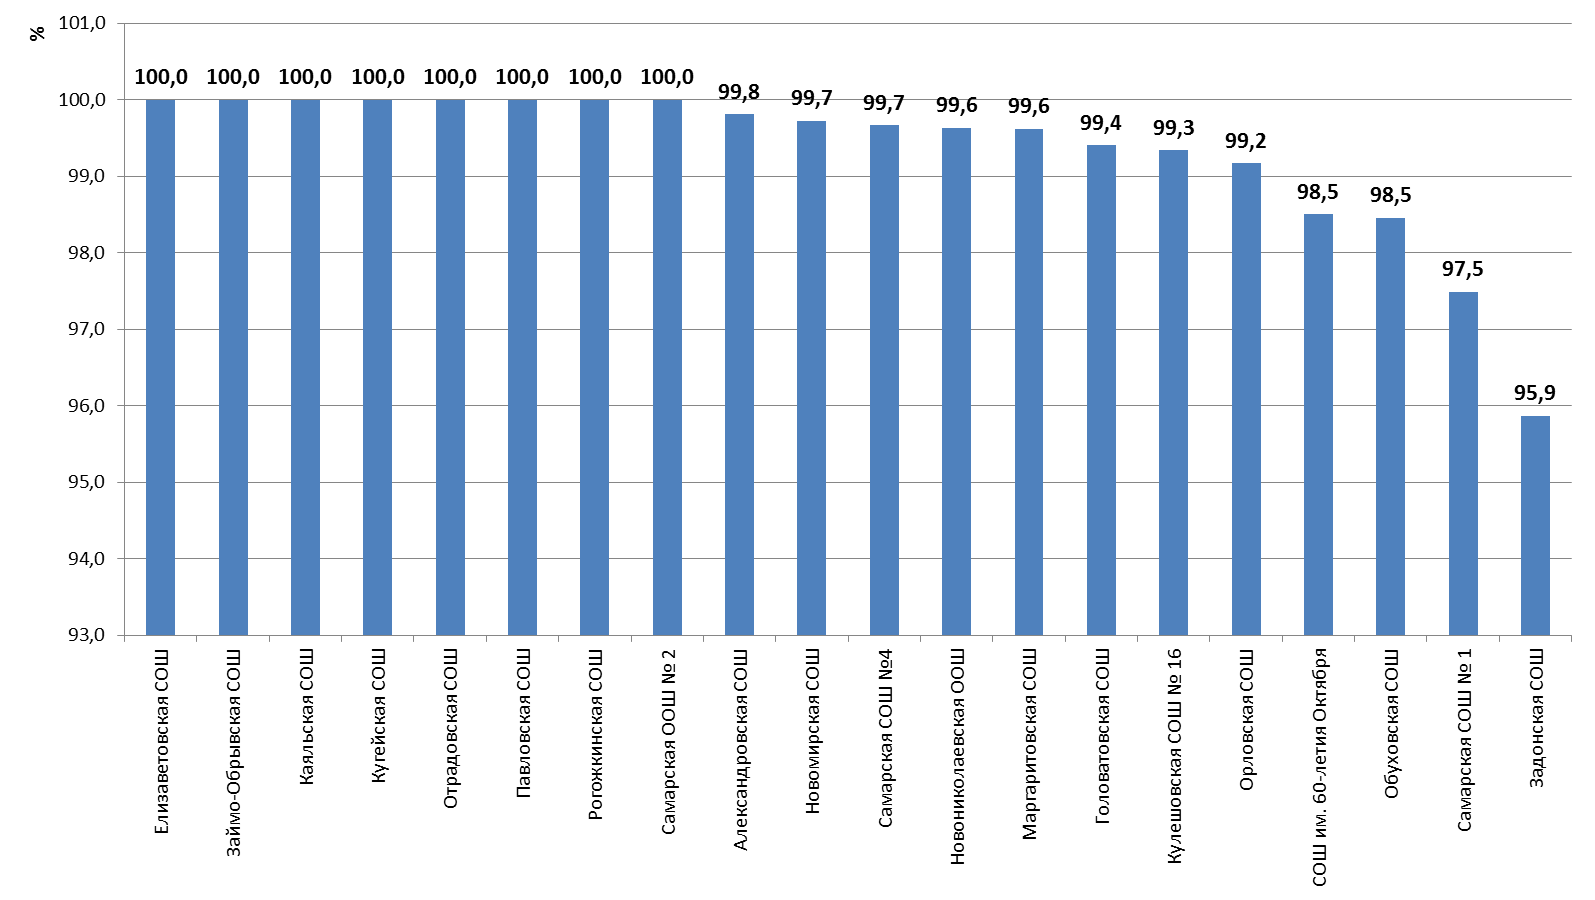 %
101,0
100,0
99,0
98,0
97,0
96,0
95,0
94,0
93,0
100,0
100,0
100,0
100,0
100,0
100,0
100,0
100,0
99,8
99,7
99,7
99,6
99,6
99,4
99,3
99,2
98,5
98,5
97,5
95,9
Елизаветовская СОШ
Займо-Обрывская СОШ
Каяльская СОШ
Кугейская СОШ
Отрадовская СОШ
Павловская СОШ
Рогожкинская СОШ
Самарская ООШ № 2
Александровская СОШ
Новомирская СОШ
Самарская СОШ №4
Новониколаевская ООШ
Маргаритовская СОШ
Головатовская СОШ
Кулешовская СОШ № 16
Орловская СОШ
СОШ им. 60-летия Октября
Обуховская СОШ
Самарская СОШ № 1
Задонская СОШ